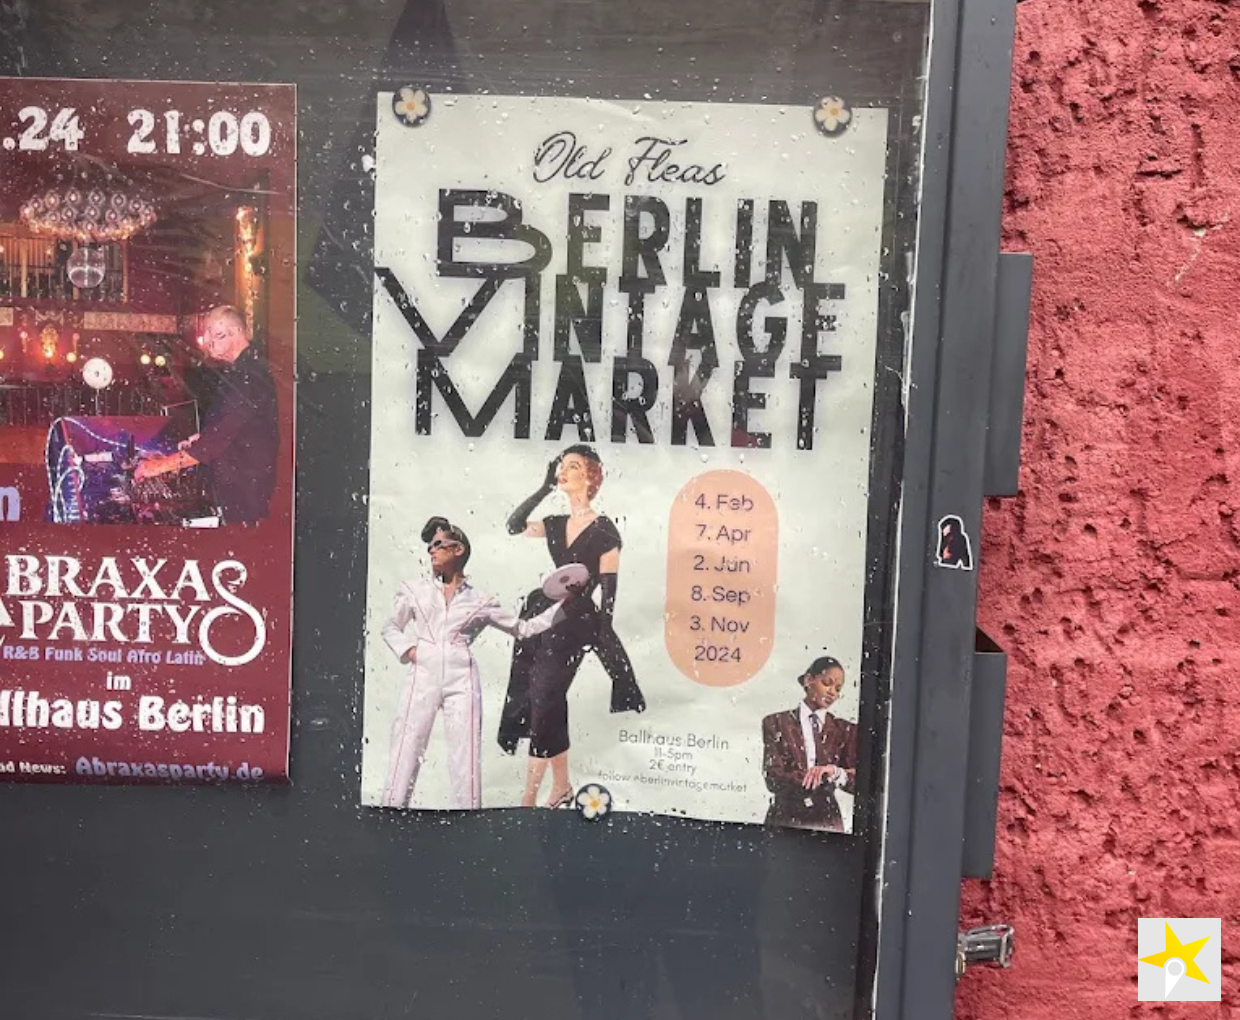 .24 21:00
n
BRAXAS
PARTY
R&B Funk Soul Afro Latin
im
llhaus Berlin
ad News: Abraxasparty.de
Old Fleas
BERLIN
VINTAGE
MARKET
4. Feb
7. Apr
2. Jun
8. Sep
3. Nov
2024
Ballhaus Berlin
11-5pm
2€ entry
follow @berlinvintagemarket